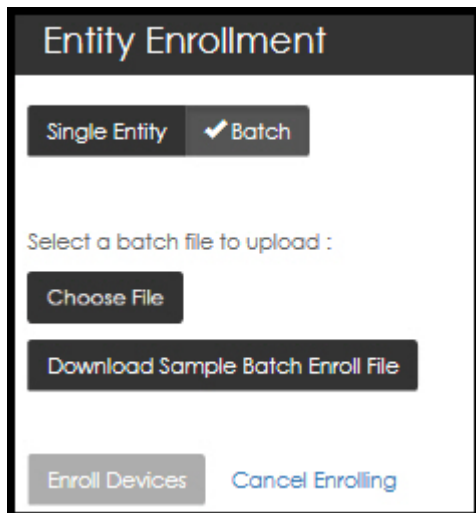 Entity Enrollment
Single Entity Batch
Select a batch file to upload :
Choose File
Download Sample Batch Enroll File
Enroll Devices Cancel Enrolling